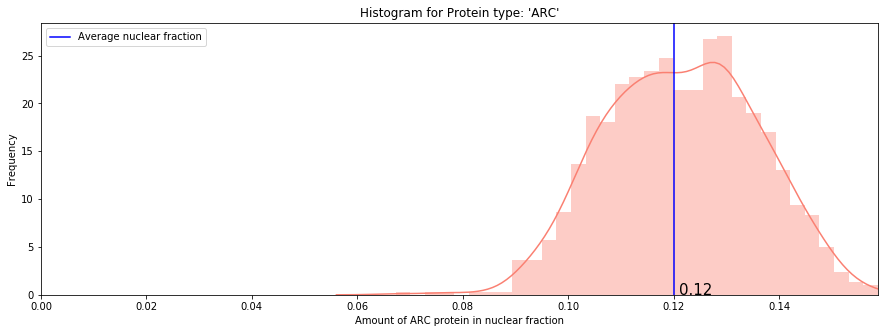 Histogram for Protein type: 'ARC'
Average nuclear fraction
Frequency
25
20
15
10
5
0
0.12
0.00 0.02 0.04 0.06 0.08 0.10 0.12 0.14
Amount of ARC protein in nuclear fraction